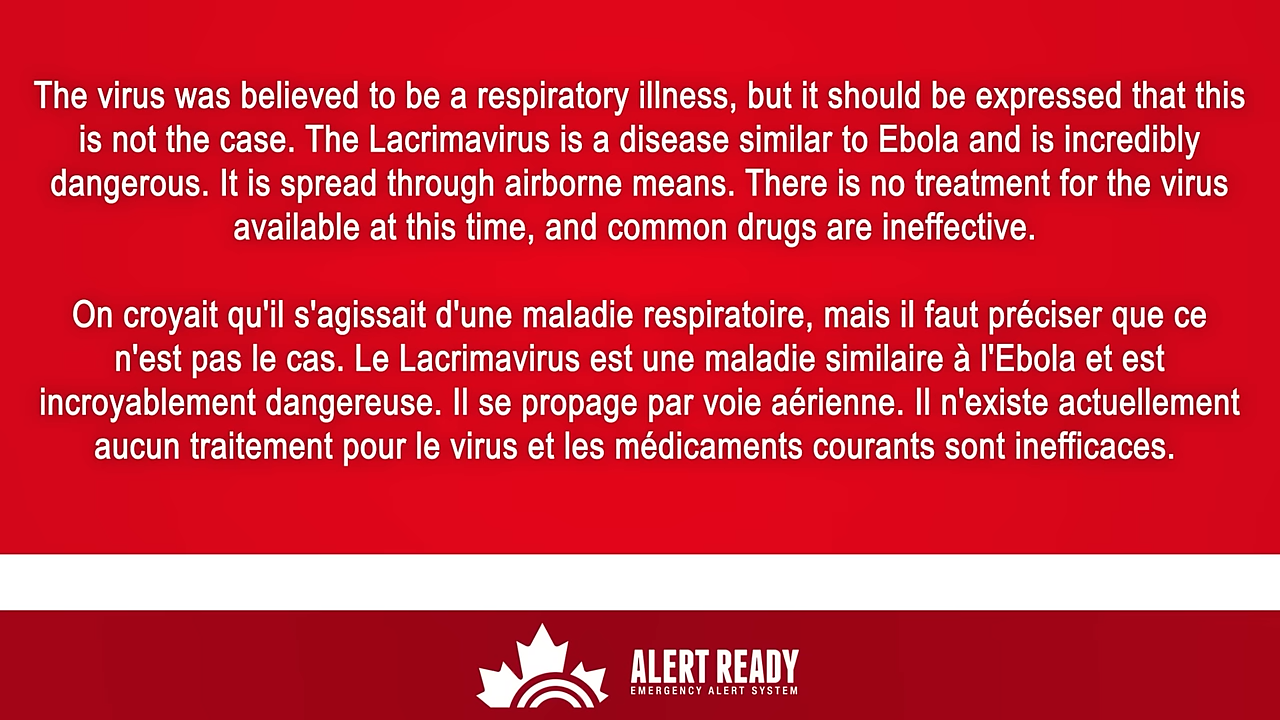 The virus was believed to be a respiratory illness, but it should be expressed that this
is not the case. The Lacrimavirus is a disease similar to Ebola and is incredibly
dangerous. It is spread through airborne means. There is no treatment for the virus
available at this time, and common drugs are ineffective.
On croyait qu'il s'agissait d'une maladie respiratoire, mais il faut préciser que ce
n'est pas le cas. Le Lacrimavirus est une maladie similaire à l'Ebola et est
incroyablement dangereuse. Il se propage par voie aérienne. Il n'existe actuellement
aucun traitement pour le virus et les médicaments courants sont inefficaces.
ALERT READY
EMERGENCY ALERT SYSTEM